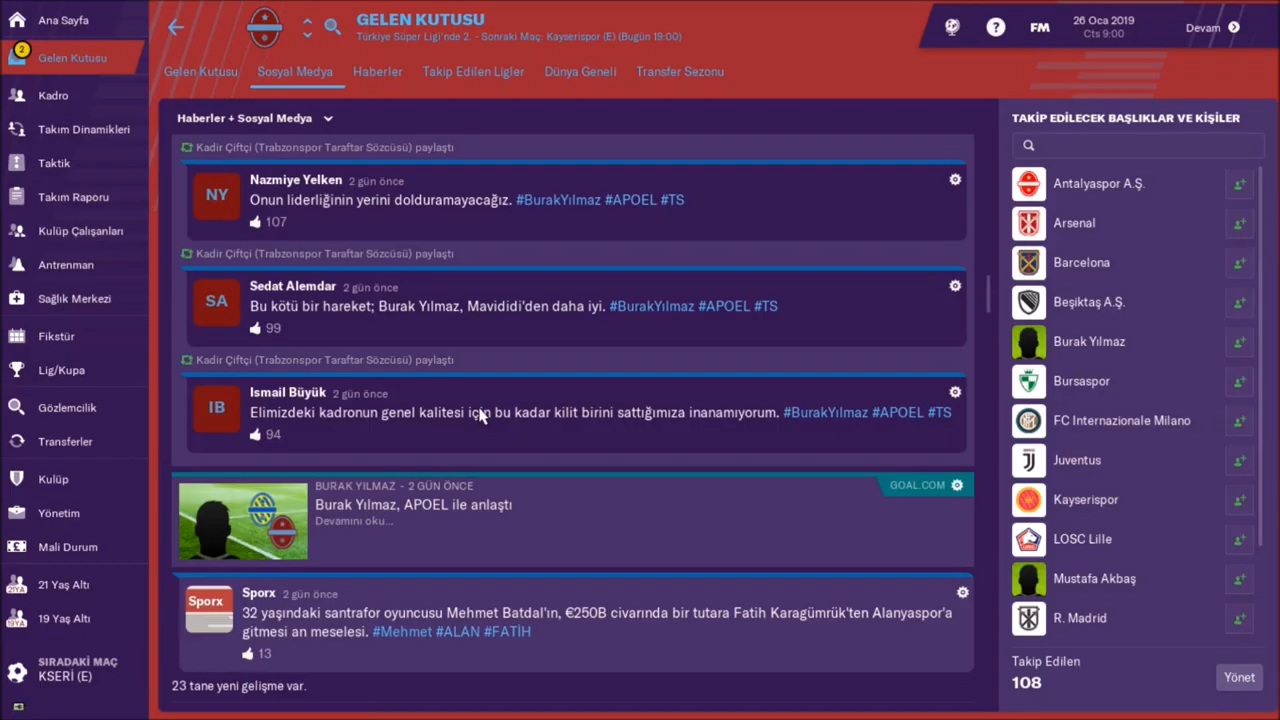 Ana Sayfa
2
Gelen Kutusu
Kadro
Takım Dinamikleri
Taktik
Takım Raporu
Kulüp Çalışanları
Antrenman
Sağlık Merkezi
Fikstür
Lig/Kupa
Gözlemcilik
Transferler
Kulüp
Yönetim
Mali Durum
21YA
21 Yaş Altı
19YA
19 Yaş Altı
SIRADAKİ MAÇ
KSERİ (E)
GELEN KUTUSU
Türkiye Süper Ligi'nde 2. - Sonraki Maç: Kayserispor (E) (Bugün 19:00)
FM
26 Oca 2019
Cts 9:00
Devam
Gelen Kutusu
Sosyal Medya
Haberler
Takip Edilen Ligler
Dünya Geneli
Transfer Sezonu
Haberler + Sosyal Medya
Kadir Çiftçi (Trabzonspor Taraftar Sözcüsü) paylaştı
NY
Nazmiye Yelken 2 gün önce
Onun liderliğinin yerini dolduramayacağız. #BurakYılmaz #APOEL #TS
107
Kadir Çiftçi (Trabzonspor Taraftar Sözcüsü) paylaştı
SA
Sedat Alemdar 2 gün önce
Bu kötü bir hareket; Burak Yılmaz, Mavididi'den daha iyi. #BurakYılmaz #APOEL #TS
99
Kadir Çiftçi (Trabzonspor Taraftar Sözcüsü) paylaştı
IB
Ismail Büyük 2 gün önce
Elimizdeki kadronun genel kalitesi için bu kadar kilit birini sattığımıza inanamıyorum. #BurakYılmaz #APOEL #TS
94
BURAK YILMAZ - 2 GÜN ÖNCE
GOAL.COM
Burak Yılmaz, APOEL ile anlaştı
Devamını oku...
Sporx
Sporx 2 gün önce
32 yaşındaki santrafor oyuncusu Mehmet Batdal'ın, €250B civarında bir tutara Fatih Karagümrük'ten Alanyaspor'a
gitmesi an meselesi. #Mehmet #ALAN #FATİH
13
23 tane yeni gelişme var.
TAKİP EDİLECEK BAŞLIKLAR VE KİŞİLER
Antalyaspor A.Ş.
Arsenal
Barcelona
Beşiktaş A.Ş.
Burak Yılmaz
Bursaspor
FC Internazionale Milano
Juventus
Kayserispor
LOSC Lille
Mustafa Akbaş
R. Madrid
Takip Edilen
108
Yönet